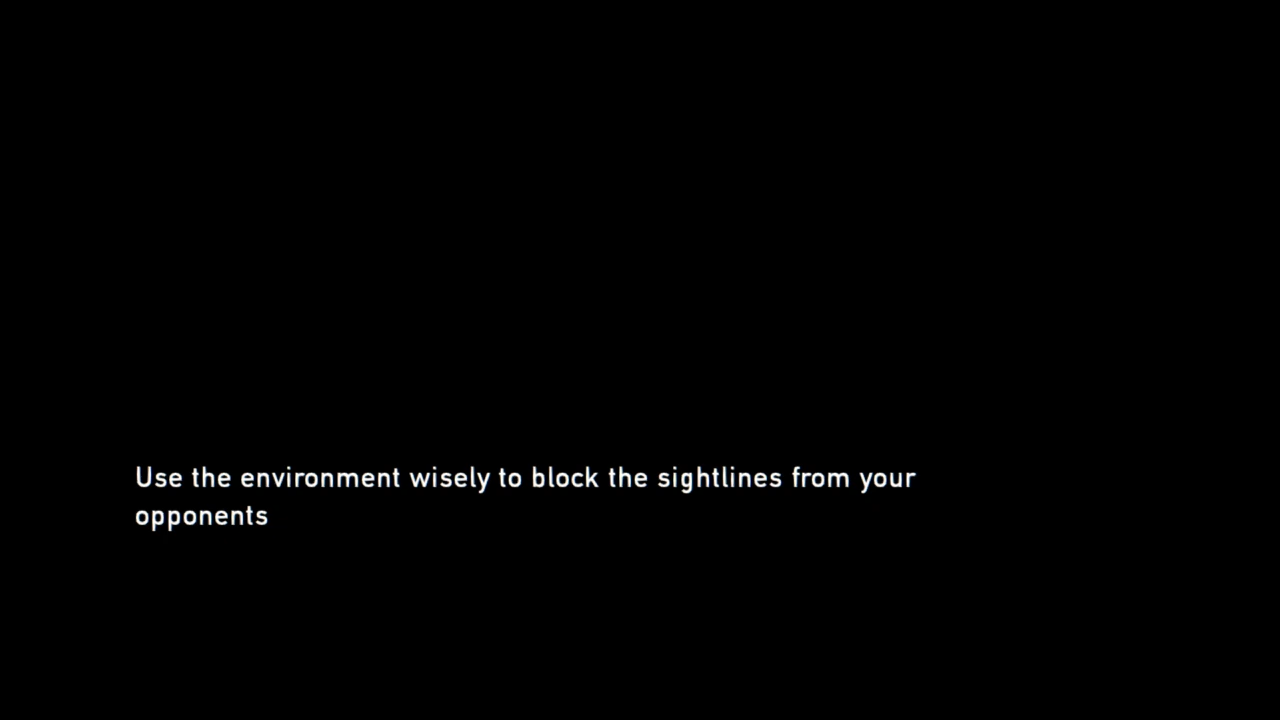 Use the environment wisely to block the sightlines from your
opponents